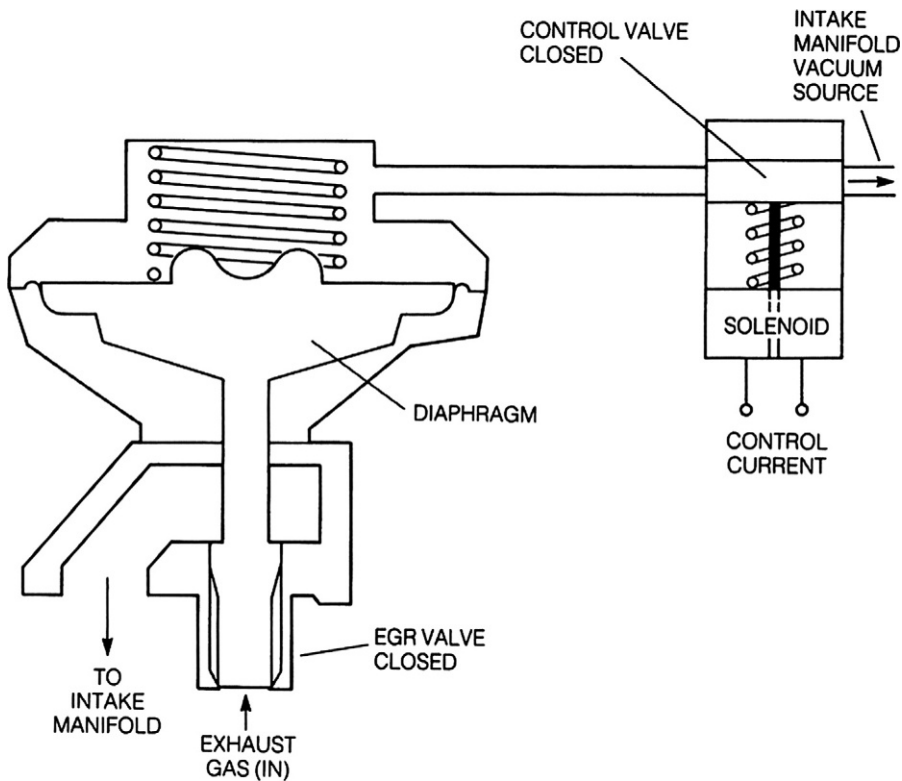 CONTROL VALVE
CLOSED
INTAKE
MANIFOLD
VACUUM
SOURCE
SOLENOID
DIAPHRAGM
CONTROL
CURRENT
EGR VALVE
CLOSED
TO
INTAKE
MANIFOLD
EXHAUST
GAS (IN)